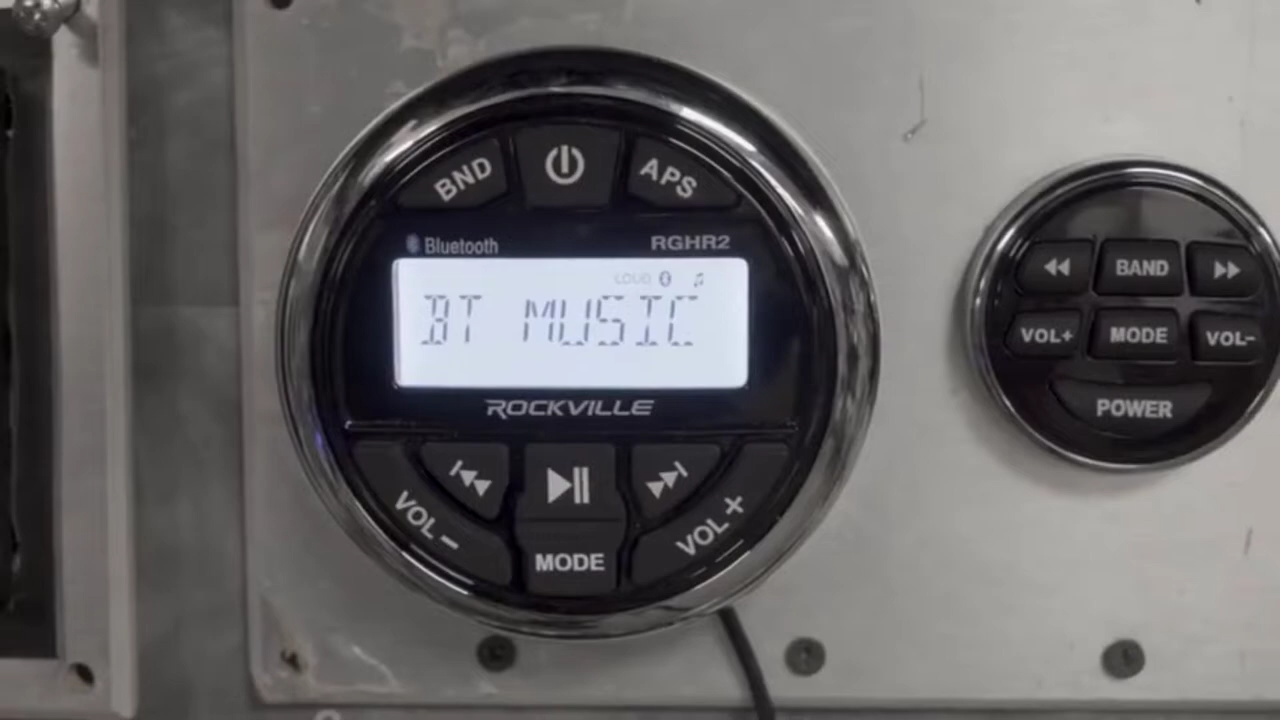 BND
APS
Bluetooth
RGHR2
LOUD
BT MUSIC
ROCKVILLE
VOL-
VOL+
MODE
BAND
VOL+
MODE
VOL-
POWER